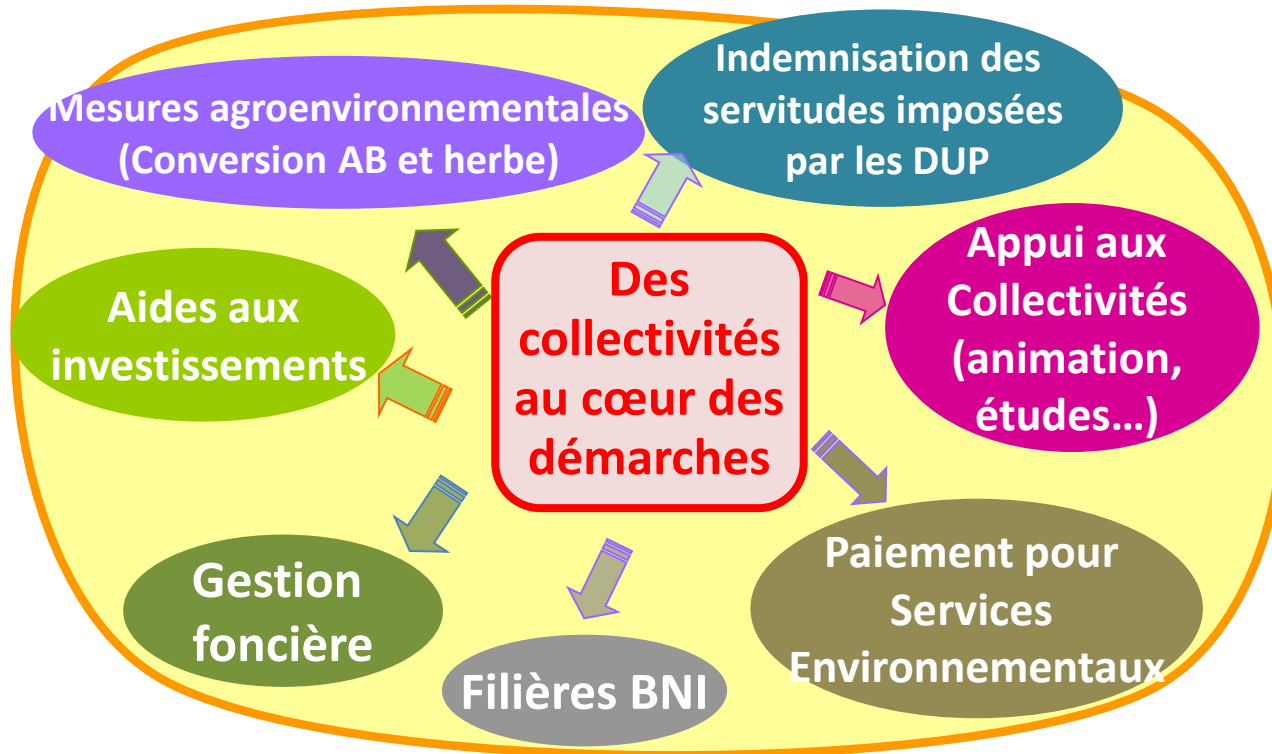 Mesures agroenvironnementales
(Conversion AB et herbe)
Indemnisation des
servitudes imposées
par les DUP
Aides aux
investissements
Des
collectivités
au cœur des
démarches
Appui aux
Collectivités
(animation,
études…)
Gestion
foncière
Filières BNI
Paiement pour
Services
Environnementaux